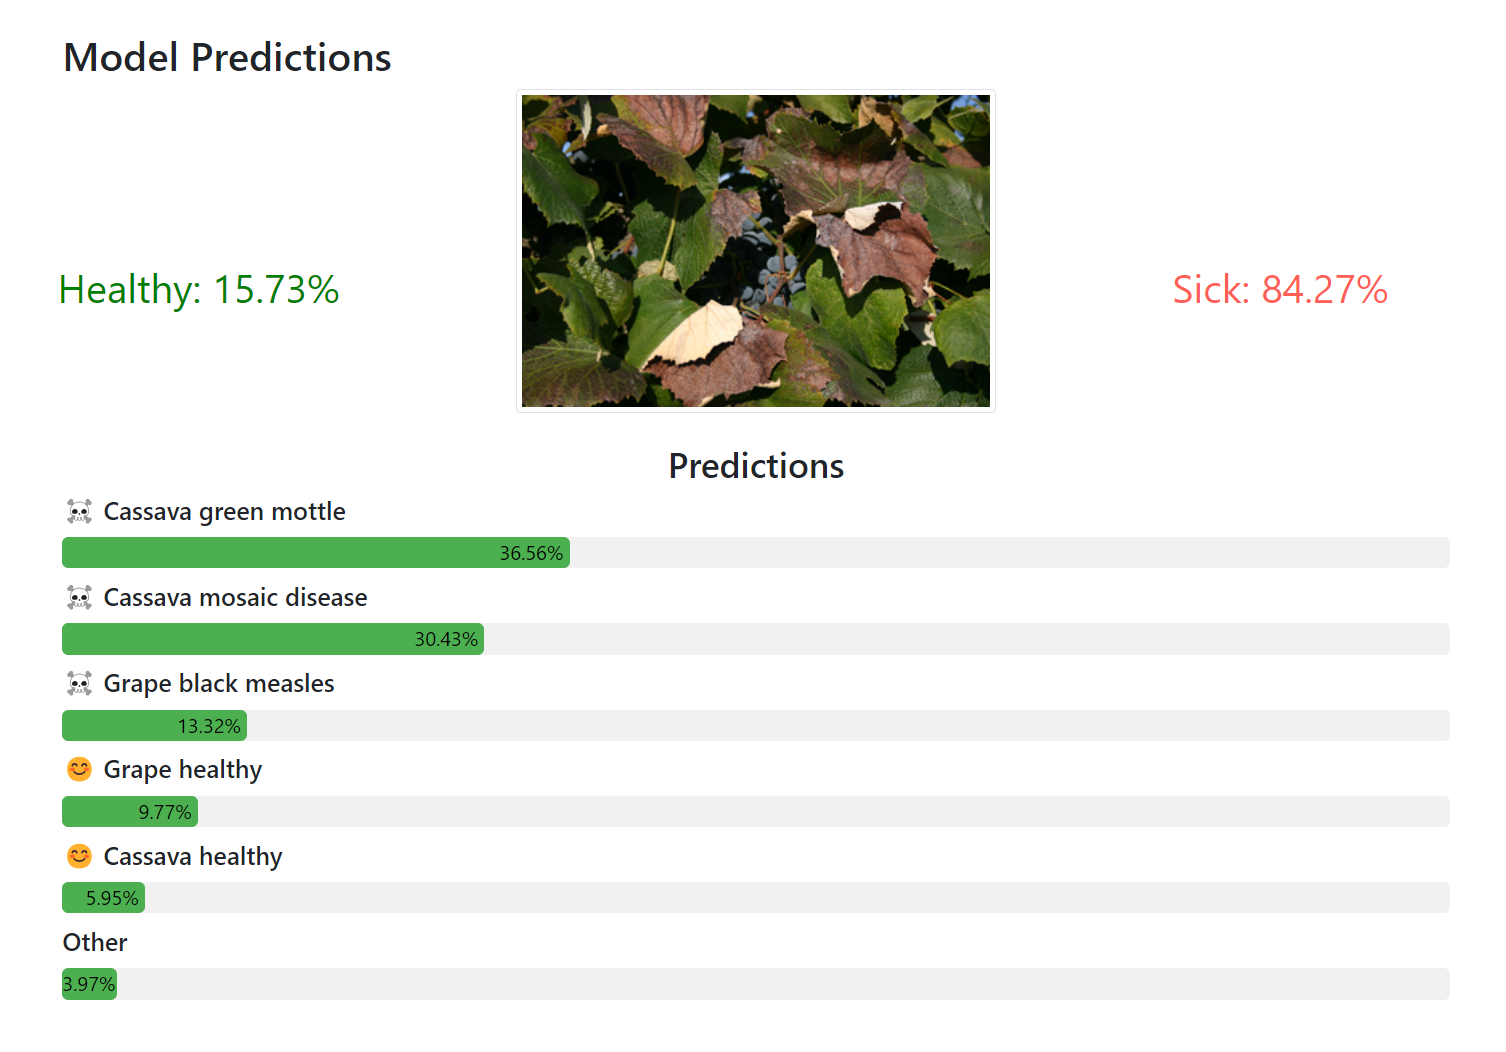 Model Predictions
Healthy: 15.73%
Sick: 84.27%
Predictions
Cassava green mottle
36.56%
Cassava mosaic disease
30.43%
Grape black measles
13.32%
Grape healthy
9.77%
Cassava healthy
5.95%
Other
3.97%